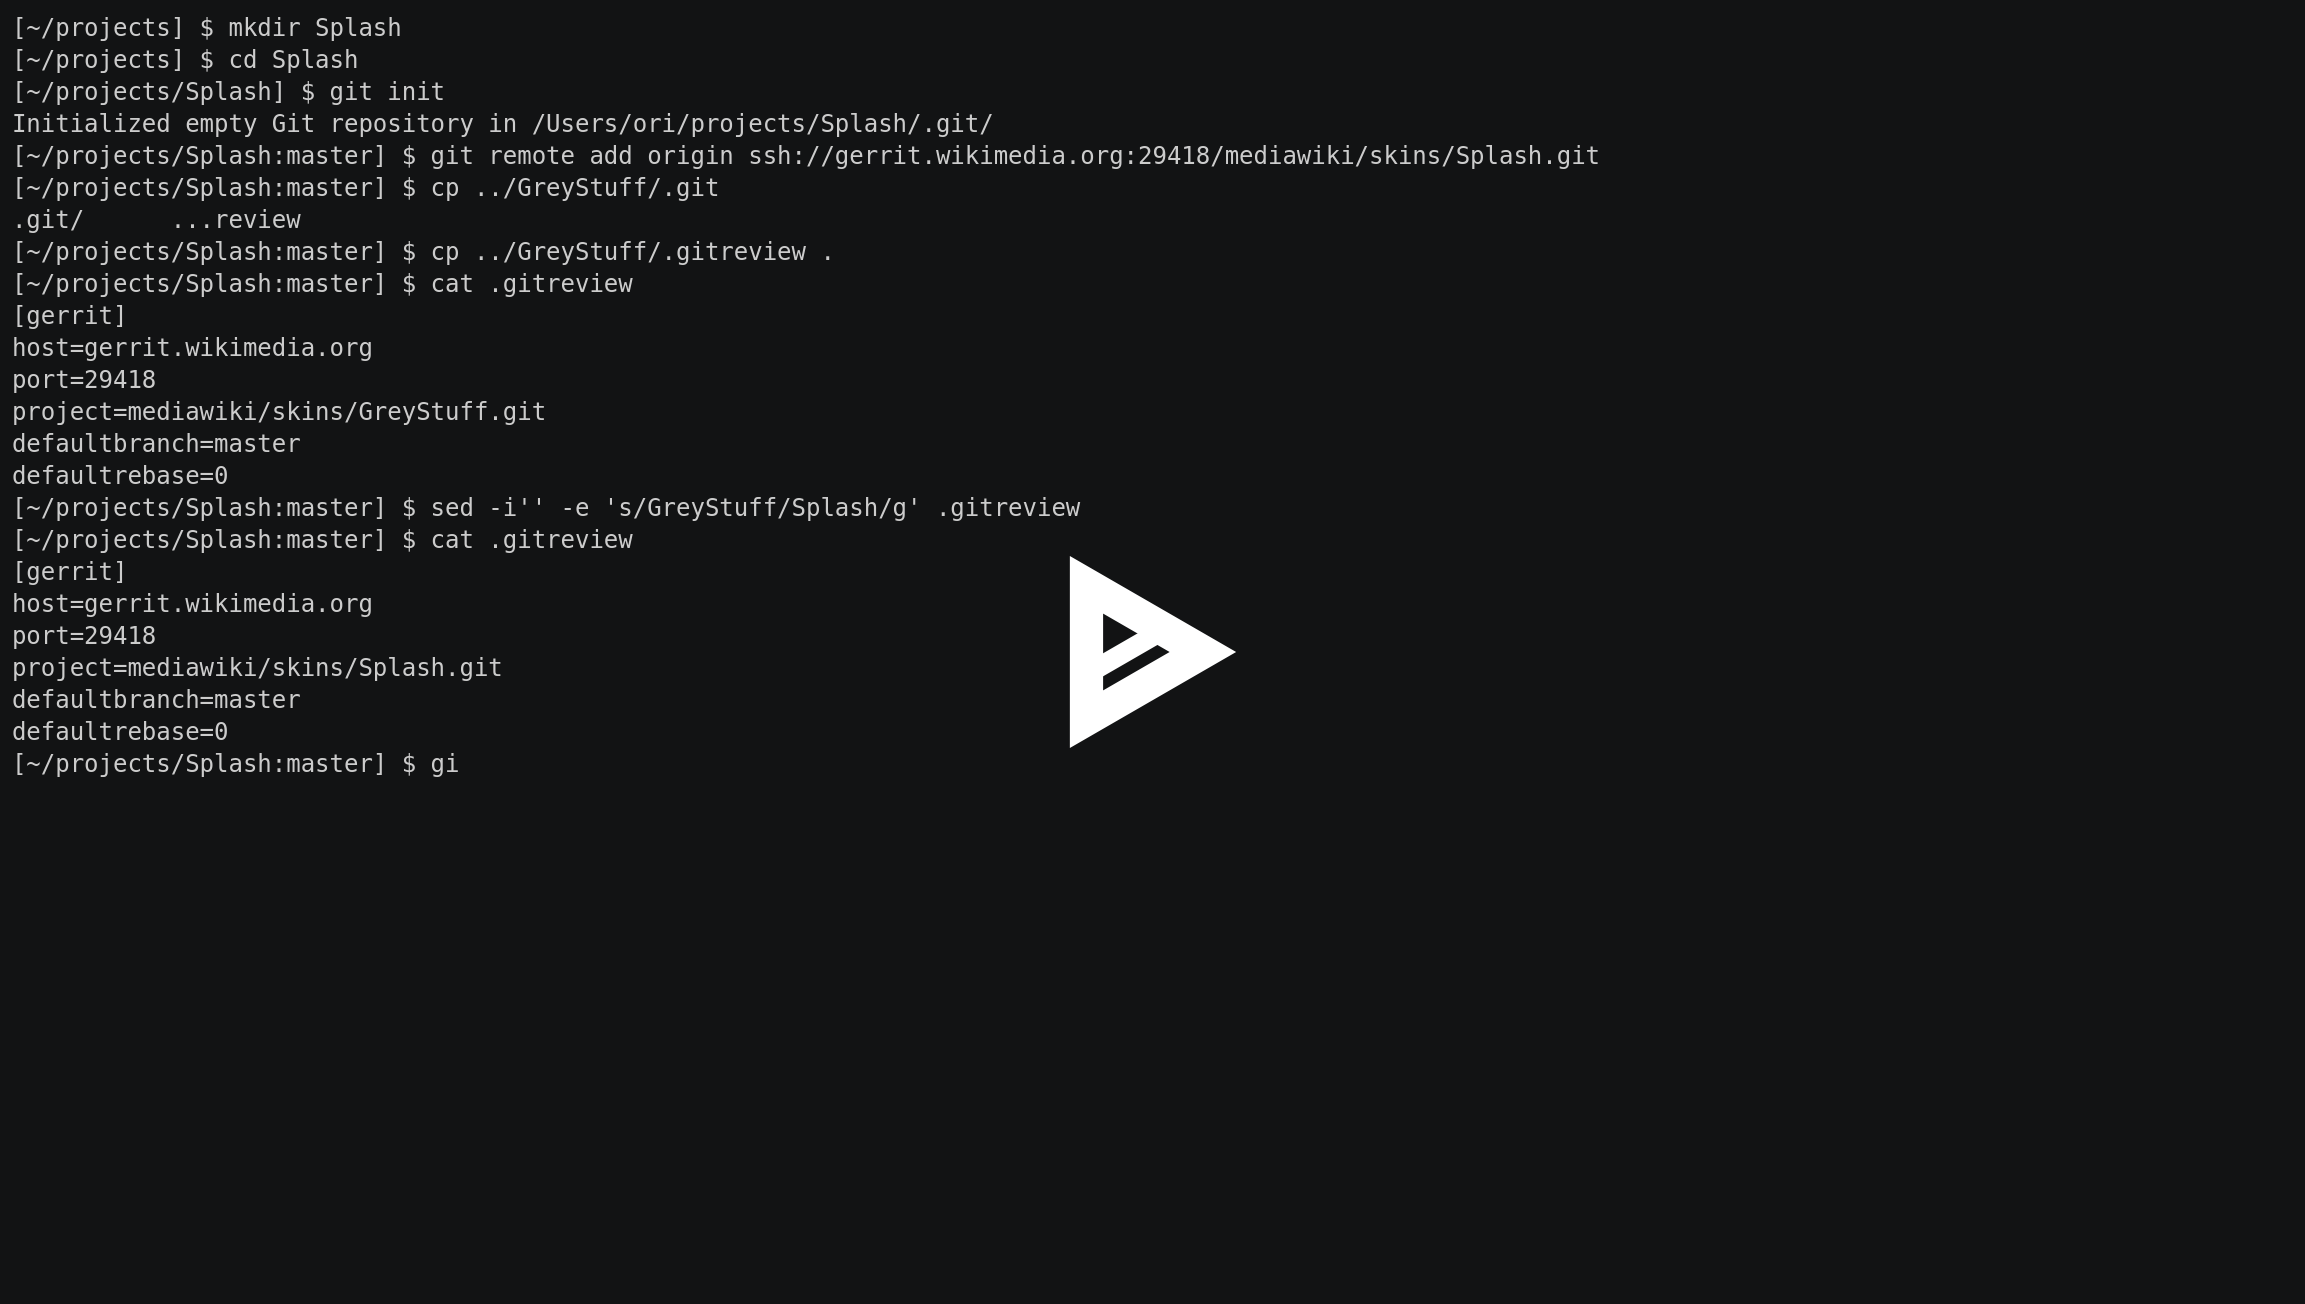 [~/projects] $ mkdir Splash
[~/projects] $ cd Splash
[~/projects/Splash] $ git init
Initialized empty Git repository in /Users/ori/projects/Splash/.git/
[~/projects/Splash:master] $ git remote add origin ssh://gerrit.wikimedia.org:29418/mediawiki/skins/Splash.git
[~/projects/Splash:master] $ cp ../GreyStuff/.git
.git/      ...review
[~/projects/Splash:master] $ cp ../GreyStuff/.gitreview .
[~/projects/Splash:master] $ cat .gitreview
[gerrit]
host=gerrit.wikimedia.org
port=29418
project=mediawiki/skins/GreyStuff.git
defaultbranch=master
defaultrebase=0
[~/projects/Splash:master] $ sed -i'' -e 's/GreyStuff/Splash/g' .gitreview
[~/projects/Splash:master] $ cat .gitreview
[gerrit]
host=gerrit.wikimedia.org
port=29418
project=mediawiki/skins/Splash.git
defaultbranch=master
defaultrebase=0
[~/projects/Splash:master] $ gi